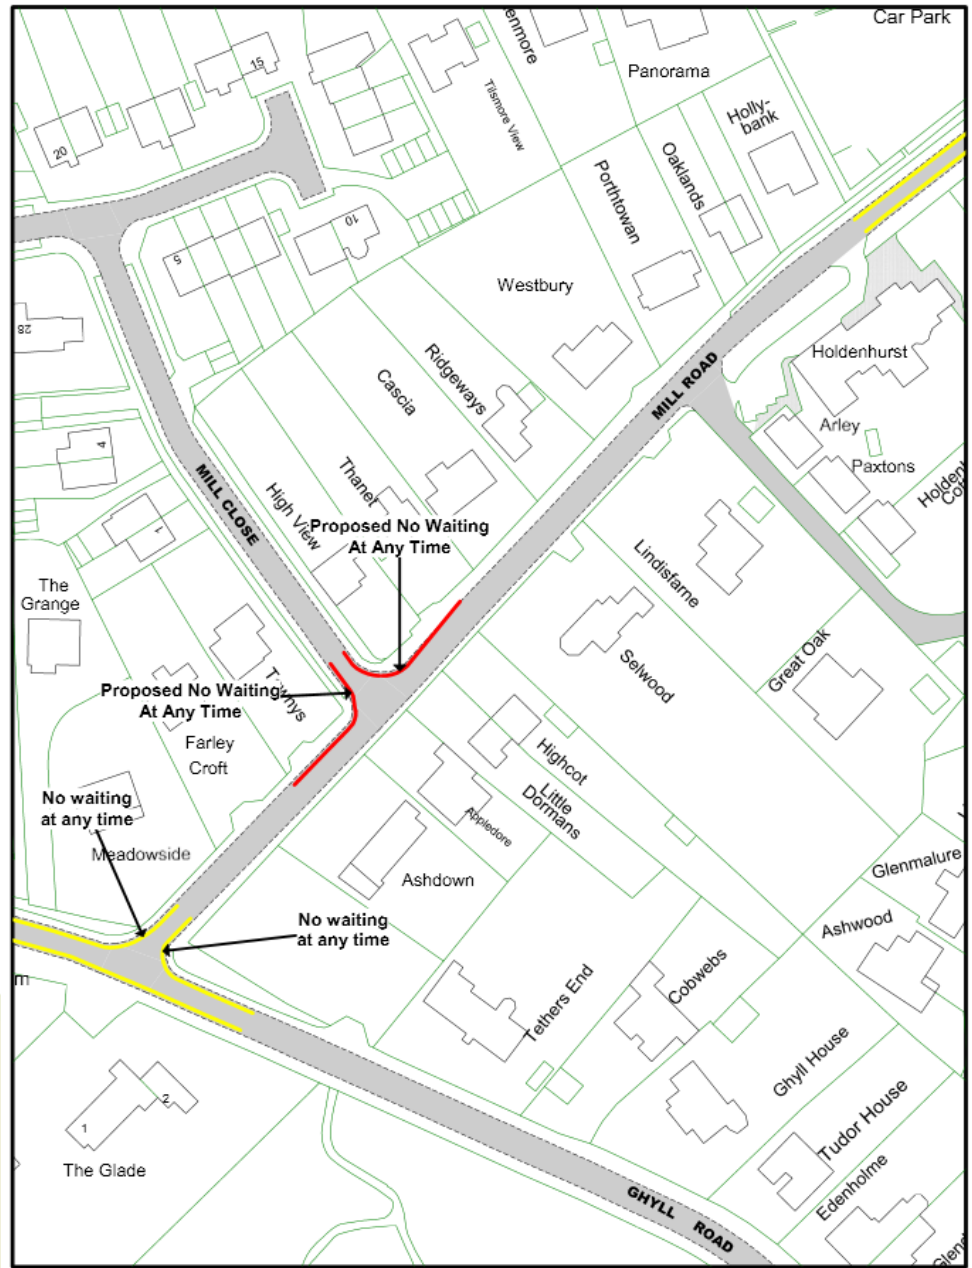 Car Park
enmore
Panorama
15
Tilsmore View
Holly-
bank
20
Oaklands
Porthtowan
10
5
Westbury
28
Holdenhurst
Ridgeways
MILL ROAD
Cascia
Arley
4
Paxtons
Thanet
MILL CLOSE
High View
Proposed No Waiting
At Any Time
1
Lindisfarne
The
Grange
Selwood
Great Oak
Proposed No Waiting
At Any Time
Farley
Croft
Highcot
Little
Dormans
No waiting
at any time
Appledore
Meadowside
Glenmalure
Ashdown
No waiting
at any time
Ashwood
m
Cobwebs
Tethers End
Ghyll House
2
1
Tudor House
The Glade
Edenholme
GHYLL ROAD